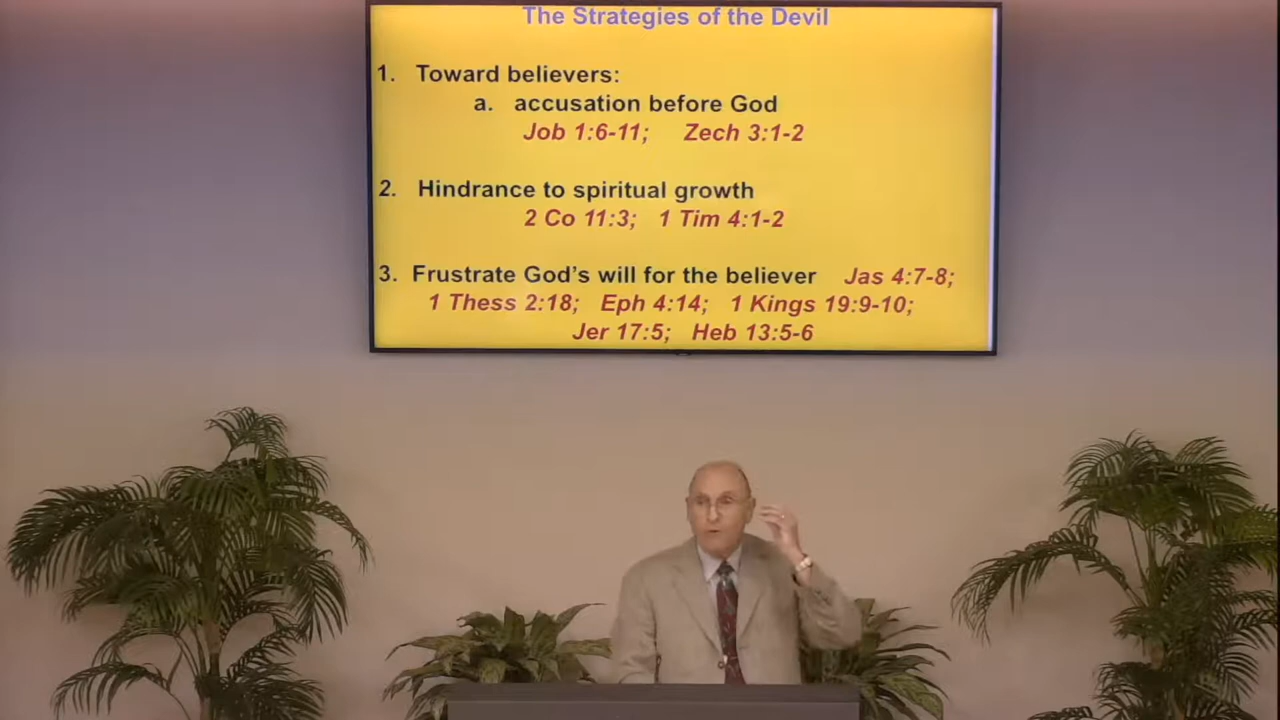 The Strategies of the Devil
1. Toward believers:
a. accusation before God
Job 1:6-11; Zech 3:1-2
2. Hindrance to spiritual growth
2 Co 11:3; 1 Tim 4:1-2
3. Frustrate God's will for the believer Jas 4:7-8;
1 Thess 2:18; Eph 4:14; 1 Kings 19:9-10;
Jer 17:5; Heb 13:5-6